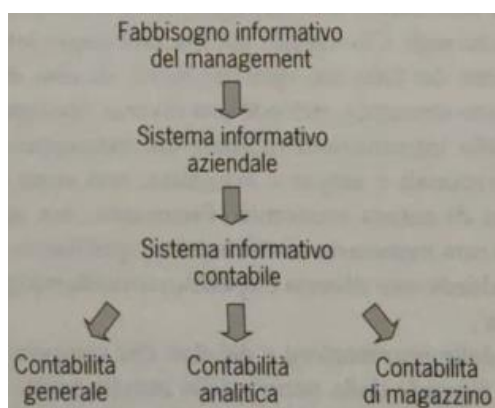 Fabbisogno informativo
del management
Sistema informativo
aziendale
Sistema informativo
contabile
Contabilità
generale
Contabilità
analitica
Contabilità
di magazzino